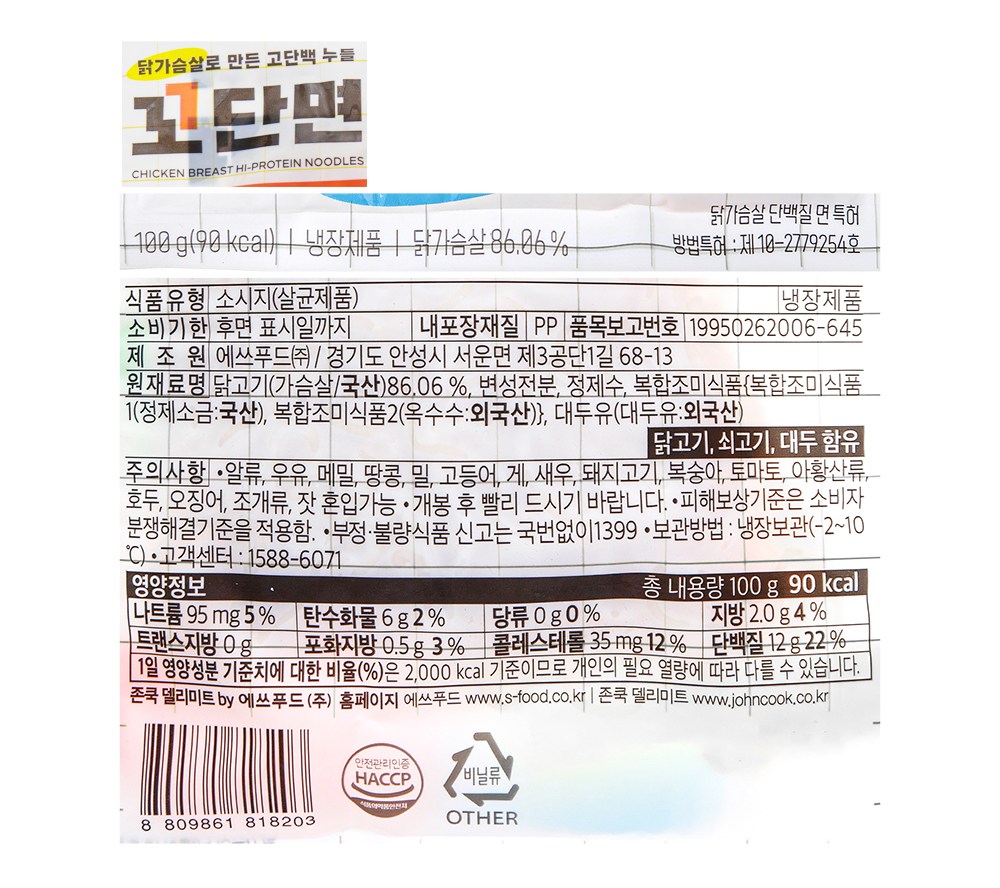 닭가슴살로 만든 고단백 누들
꼬단면
CHICKEN BREAST HI-PROTEIN NOODLES
닭가슴살 단백질 면 특허
100 g(90 kcal) | 냉장제품 | 닭가슴살 86.06% 방법특허 : 제 10-2779254호
식품유형 소시지(살균제품) 냉장제품
소비기한 후면 표시일까지 내포장재질 PP 품목보고번호 19950262006-645
제 조 원 에쓰푸드㈜ / 경기도 안성시 서운면 제3공단1길 68-13
원재료명 닭고기(가슴살/국산)86.06 %, 변성전분, 정제수, 복합조미식품{복합조미식품
1(정제소금:국산), 복합조미식품2(옥수수:외국산)}, 대두유(대두유:외국산)
닭고기, 쇠고기, 대두 함유
주의사항 •알류, 우유, 메밀, 땅콩, 밀, 고등어, 게, 새우, 돼지고기, 복숭아, 토마토, 아황산류,
호두, 오징어, 조개류, 잣 혼입가능 •개봉 후 빨리 드시기 바랍니다. •피해보상기준은 소비자
분쟁해결기준을 적용함. •부정·불량식품 신고는 국번없이1399 •보관방법 : 냉장보관(-2~10
℃) •고객센터 : 1588-6071
영양정보 총 내용량 100 g 90 kcal
나트륨 95 mg 5 % 탄수화물 6 g 2 % 당류 0 g 0 % 지방 2.0 g 4 %
트랜스지방 0 g 포화지방 0.5 g 3 % 콜레스테롤 35 mg 12 % 단백질 12 g 22 %
1일 영양성분 기준치에 대한 비율(%)은 2,000 kcal 기준이므로 개인의 필요 열량에 따라 다를 수 있습니다.
존쿡 델리미트 by 에쓰푸드 (주) 홈페이지 에쓰푸드 www.s-food.co.kr | 존쿡 델리미트 www.johncook.co.kr
안전관리인증
HACCP
식품의약품안전처
비닐류
OTHER
8 809861 818203